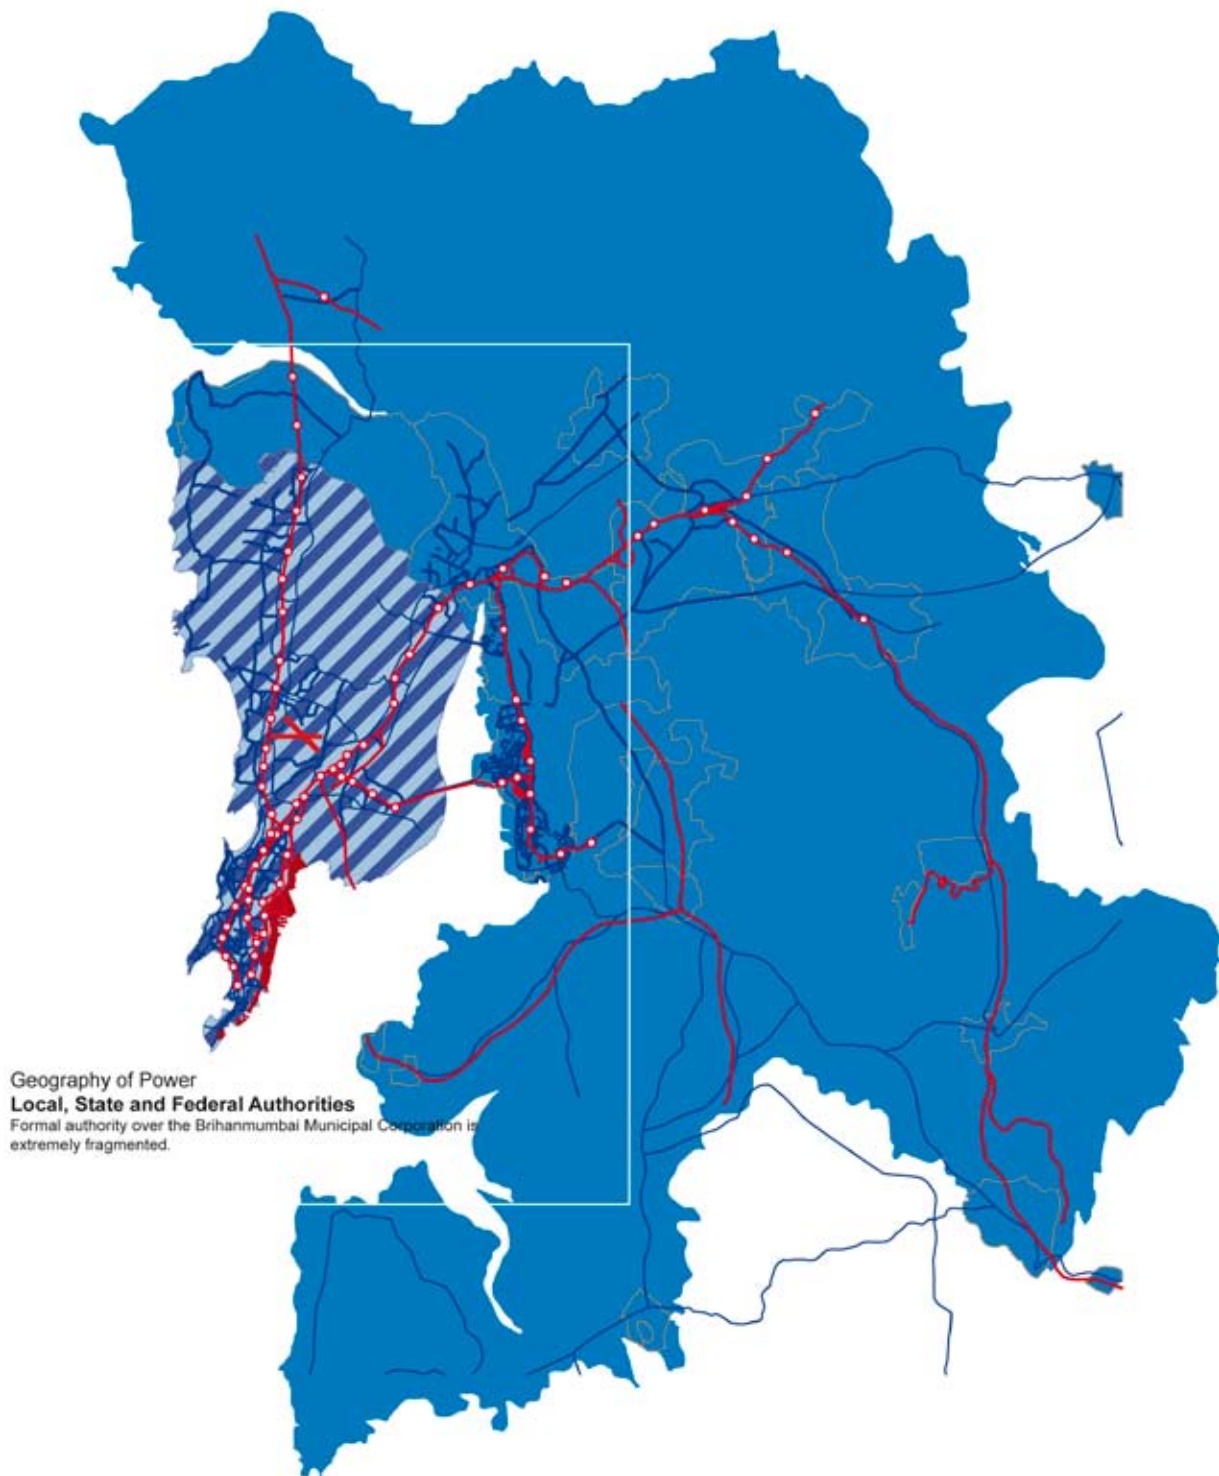 Geography of Power
Local, State and Federal Authorities
Formal authority over the Brihanmumbai Municipal Corporation is
extremely fragmented.